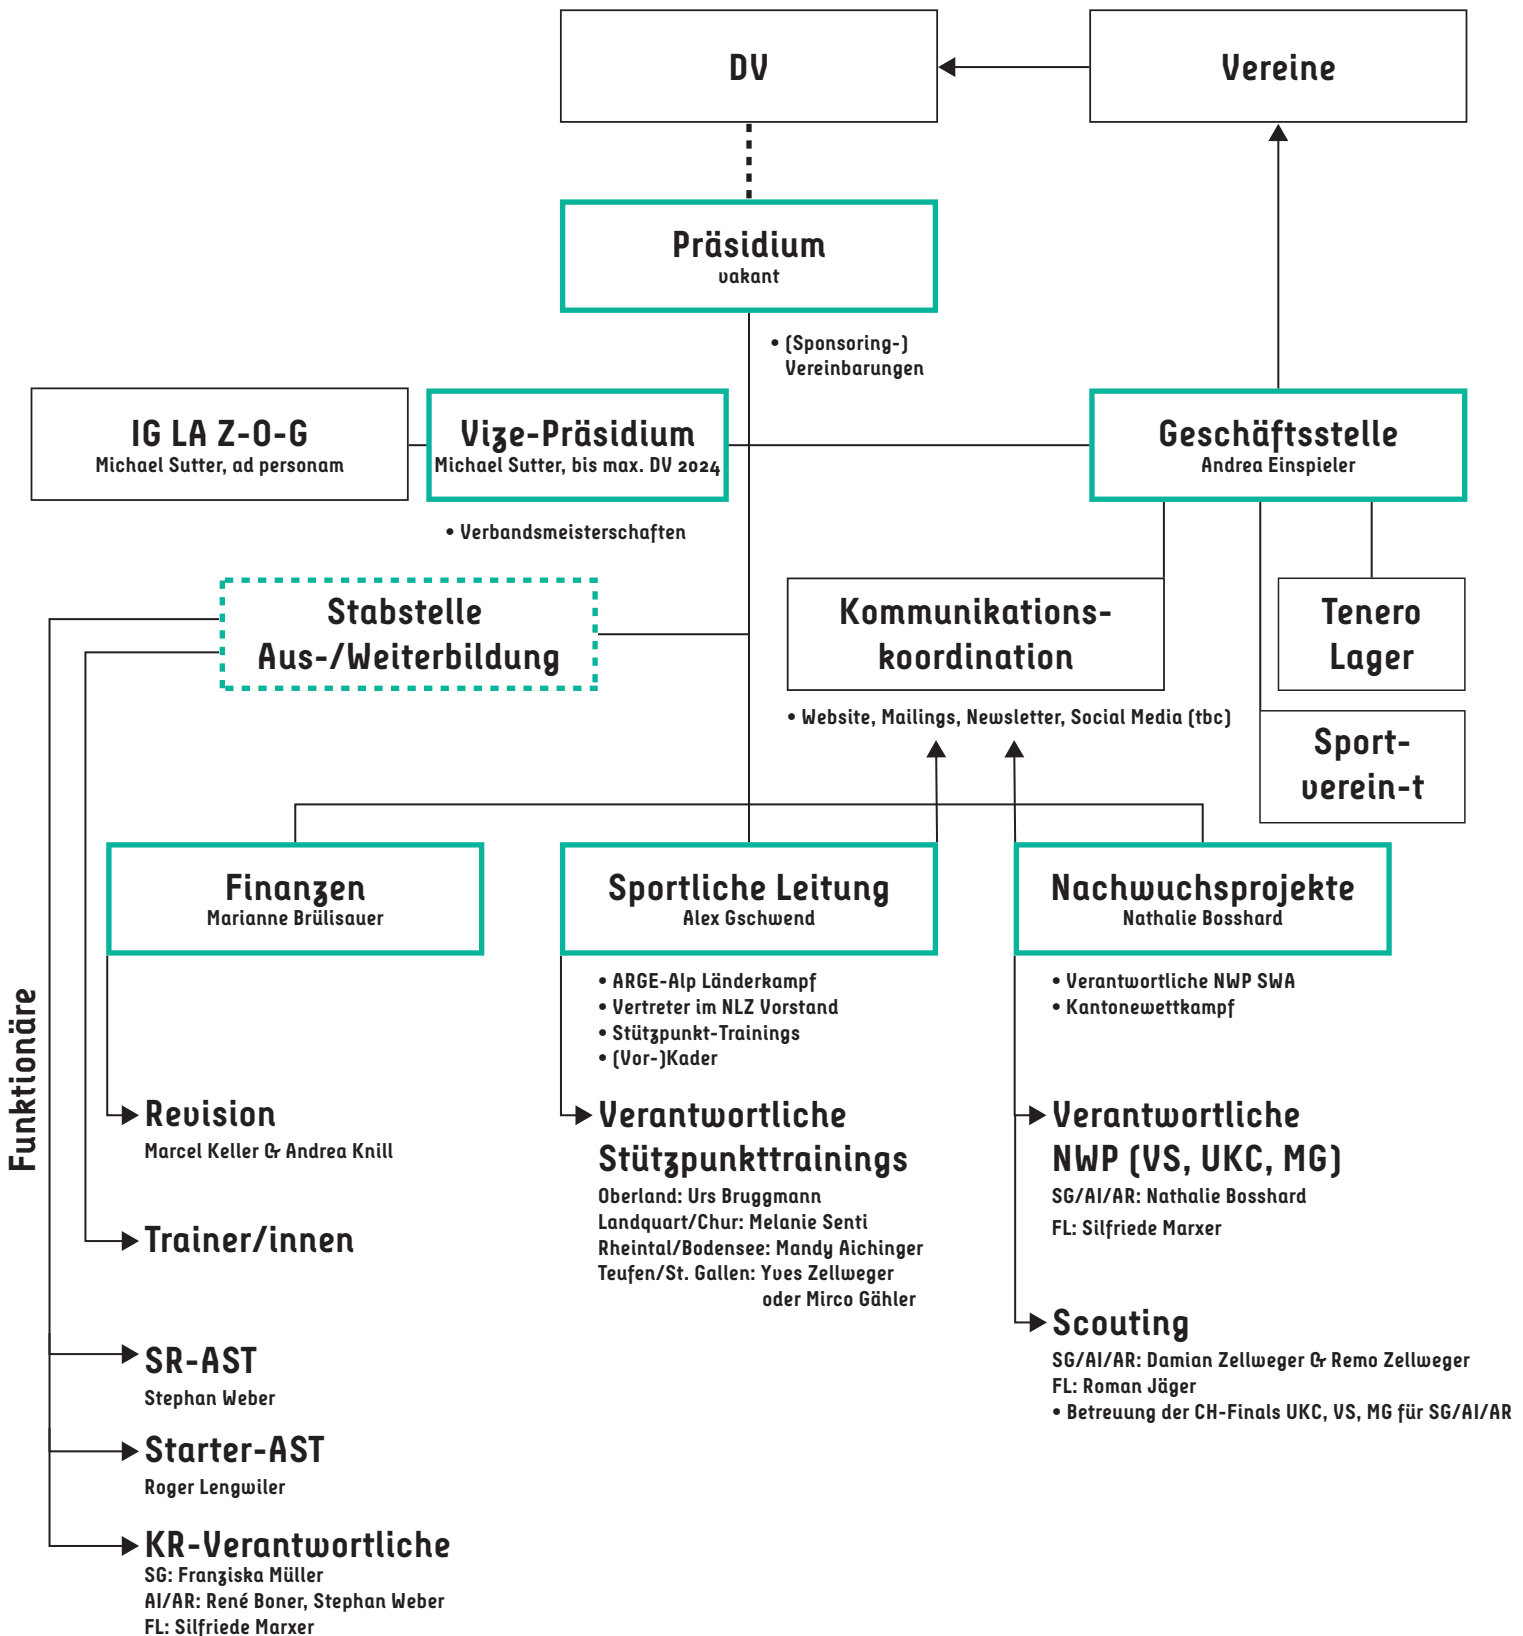 DV
Vereine
Präsidium
vakant
• (Sponsoring-)
Vereinbarungen
IG LA Z-O-G
Michael Sutter, ad personam
Vize-Präsidium
Michael Sutter, bis max. DV 2024
Geschäftsstelle
Andrea Einspieler
• Verbandsmeisterschaften
Stabstelle
Aus-/Weiterbildung
Kommunikations-
koordination
Tenero
Lager
• Website, Mailings, Newsletter, Social Media (tbc)
Sport-
verein-t
Finanzen
Marianne Brülisauer
Sportliche Leitung
Alex Gschwend
Nachwuchsprojekte
Nathalie Bosshard
• ARGE-Alp Länderkampf
• Vertreter im NLZ Vorstand
• Stützpunkt-Trainings
• (Vor-)Kader
• Verantwortliche NWP SWA
• Kantonewettkampf
Funktionäre
Revision
Marcel Keller & Andrea Knill
Trainer/innen
SR-AST
Stephan Weber
Starter-AST
Roger Lengwiler
KR-Verantwortliche
SG: Franziska Müller
AI/AR: René Boner, Stephan Weber
FL: Silfriede Marxer
Verantwortliche
Stützpunkttrainings
Oberland: Urs Bruggmann
Landquart/Chur: Melanie Senti
Rheintal/Bodensee: Mandy Aichinger
Teufen/St. Gallen: Yves Zellweger
oder Mirco Gähler
Verantwortliche
NWP (VS, UKC, MG)
SG/AI/AR: Nathalie Bosshard
FL: Silfriede Marxer
Scouting
SG/AI/AR: Damian Zellweger & Remo Zellweger
FL: Roman Jäger
• Betreuung der CH-Finals UKC, VS, MG für SG/AI/AR